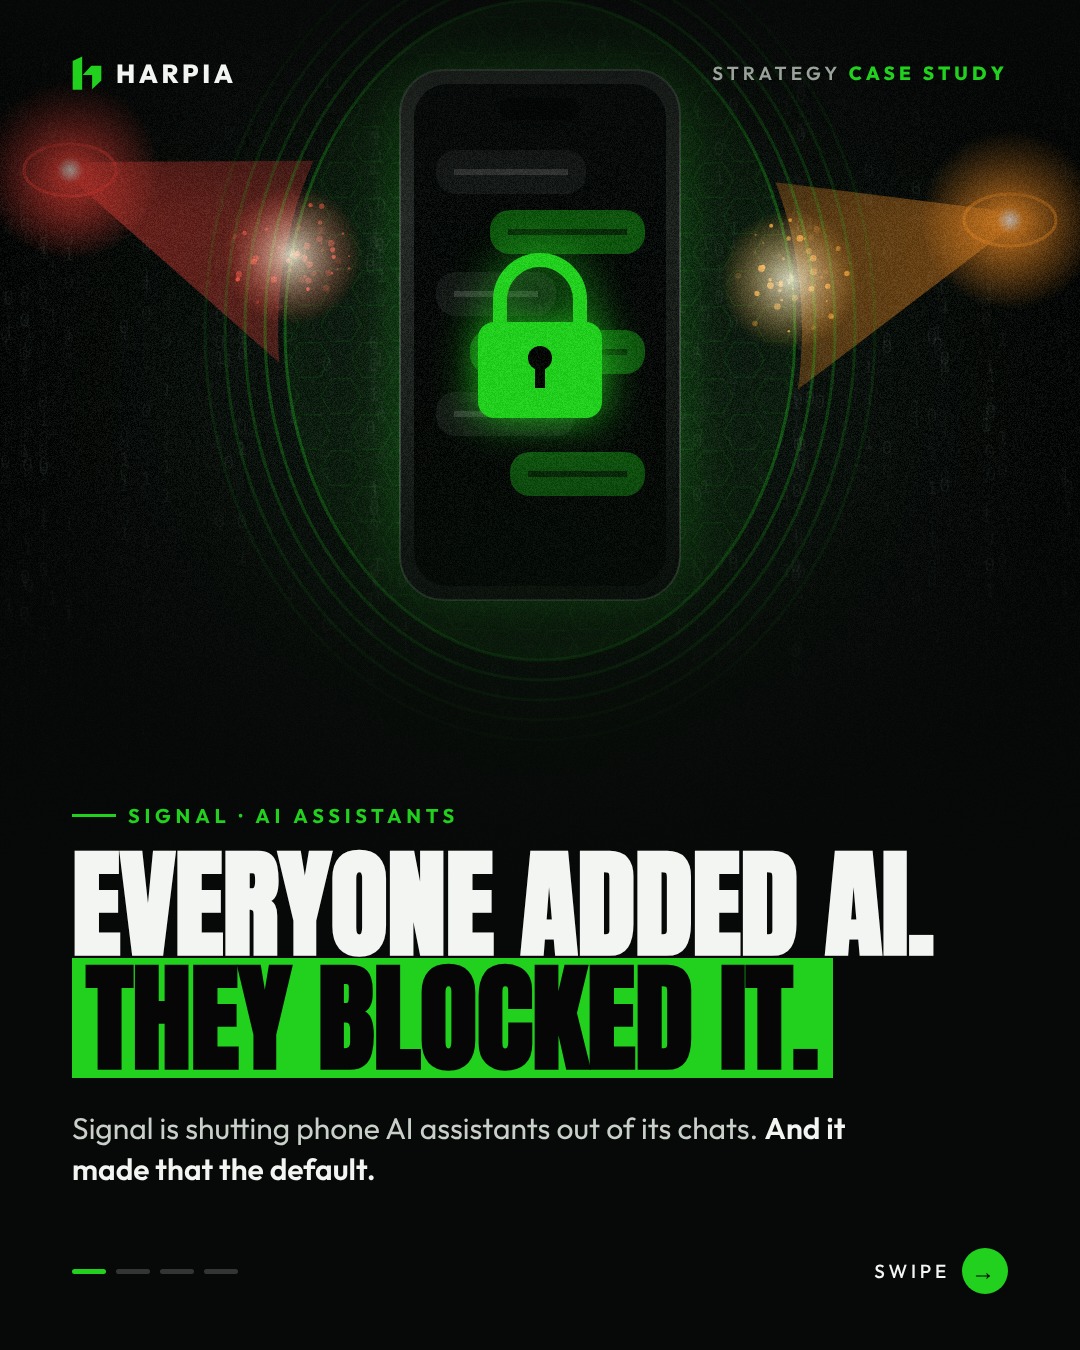 HARPIA
STRATEGY CASE STUDY
SIGNAL · AI ASSISTANTS
EVERYONE ADDED AI.
THEY BLOCKED IT.
Signal is shutting phone AI assistants out of its chats. And it
made that the default.
SWIPE →